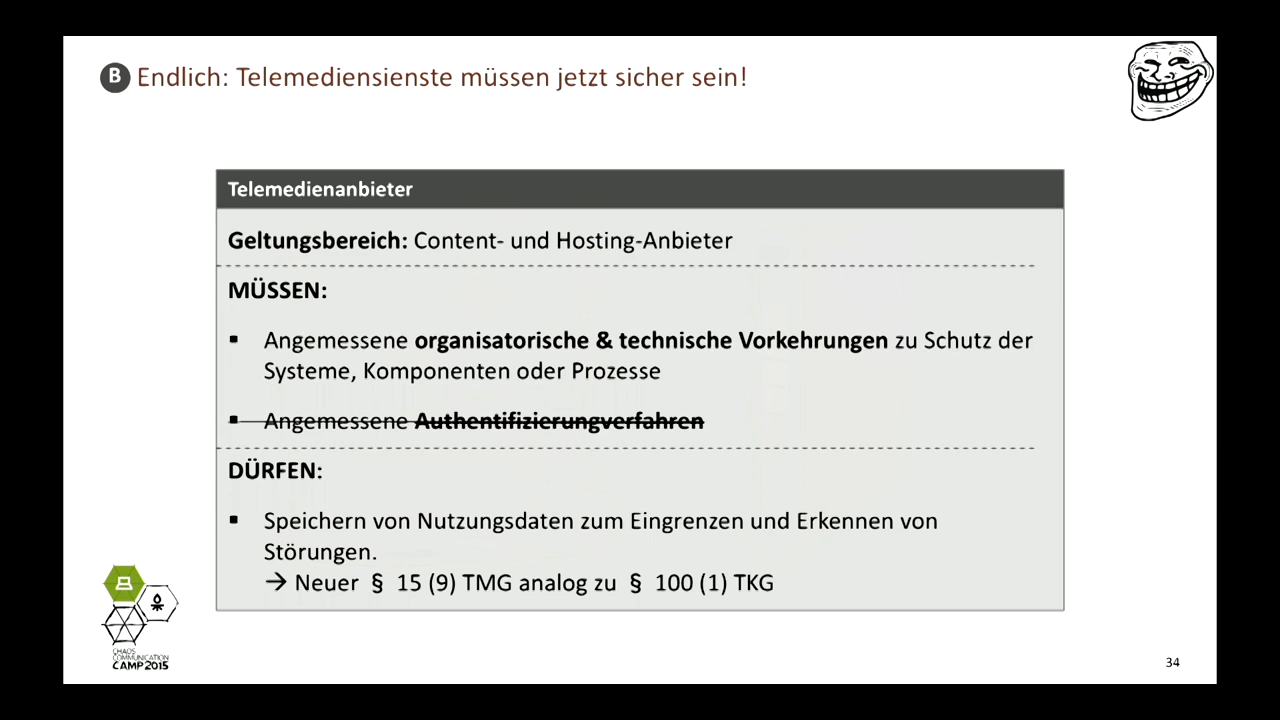 B Endlich: Telemediensienste müssen jetzt sicher sein!
Telemedienanbieter
Geltungsbereich: Content- und Hosting-Anbieter
MÜSSEN:
▪ Angemessene organisatorische & technische Vorkehrungen zu Schutz der
Systeme, Komponenten oder Prozesse
▪ Angemessene Authentifizierungverfahren
DÜRFEN:
▪ Speichern von Nutzungsdaten zum Eingrenzen und Erkennen von
Störungen.
→ Neuer § 15 (9) TMG analog zu § 100 (1) TKG
CHAOS
COMMUNICATION
CAMP 2015
34